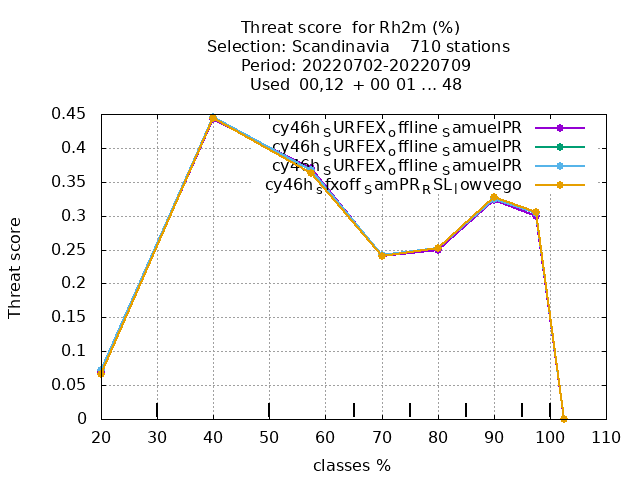 Threat score for Rh2m (%)
Selection: Scandinavia 710 stations
Period: 20220702-20220709
Used 00,12 + 00 01 ... 48
cy46h_SURFEX_offline_SamuelPR
cy46h_SURFEX_offline_SamuelPR
cy46h_SURFEX_offline_SamuelPR
cy46h_sfxoff_SamPR_RSL_lowvego
Threat score
0.45
0.4
0.35
0.3
0.25
0.2
0.15
0.1
0.05
0
20 30 40 50 60 70 80 90 100 110
classes %